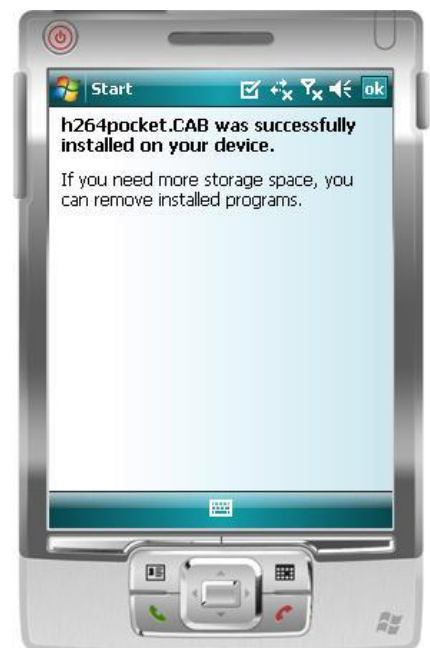 Start
ok
h264pocket.CAB was successfully
installed on your device.
If you need more storage space, you
can remove installed programs.